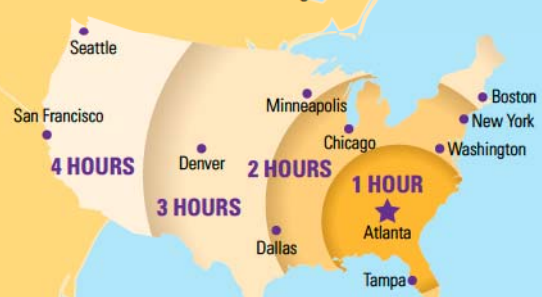 Seattle
San Francisco
4 HOURS
Denver
3 HOURS
Minneapolis
Chicago
2 HOURS
Dallas
1 HOUR
Atlanta
Tampa
Boston
New York
Washington